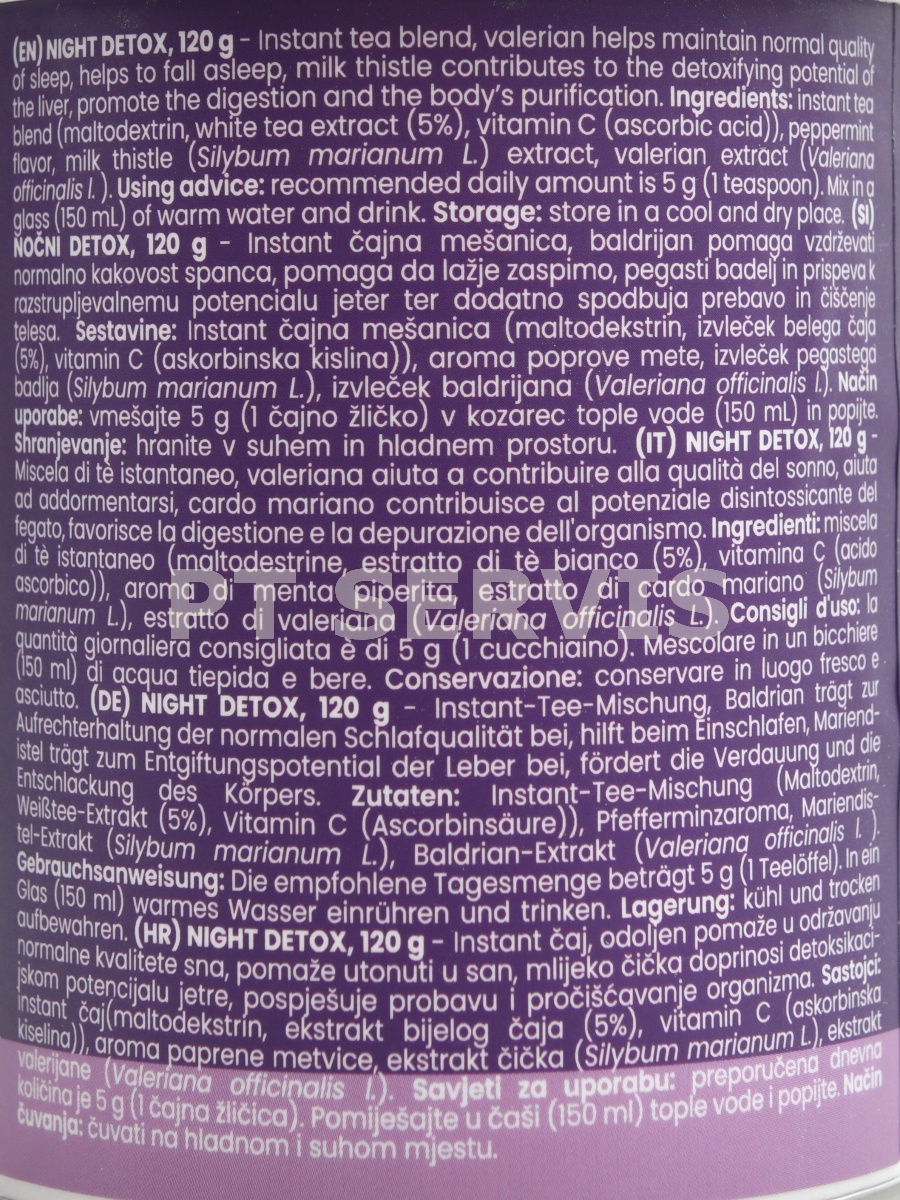 (EN) NIGHT DETOX, 120 g - Instant tea blend, valerian helps maintain normal quality
of sleep, helps to fall asleep, milk thistle contributes to the detoxifying potential of
the liver, promote the digestion and the body's purification. Ingredients: instant tea
blend (maltodextrin, white tea extract (5%), vitamin C (ascorbic acid)), peppermint
flavor, milk thistle (Silybum marianum L.) extract, valerian extract (Valeriana
officinalis l. ). Using advice: recommended daily amount is 5 g (1 teaspoon). Mix in a
glass (150 mL) of warm water and drink. Storage: store in a cool and dry place. (SI)
NOČNI DETOX, 120 g - Instant čajna mešanica, baldrijan pomaga vzdrževati
normalno kakovost spanca, pomaga da lažje zaspimo, pegasti badelj in prispeva k
razstrupljevalnemu potencialu jeter ter dodatno spodbuja prebavo in čiščenje
telesa. Sestavine: Instant čajna mešanica (maltodekstrin, izvleček belega čaja
(5%), vitamin C (askorbinska kislina)), aroma poprove mete, izvleček pegastega
badlja (Silybum marianum L.), izvleček baldrijana (Valeriana officinalis l.). Način
uporabe: vmešajte 5 g (1 čajno žličko) v kozarec tople vode (150 mL) in popijte.
Shranjevanje: hranite v suhem in hladnem prostoru. (IT) NIGHT DETOX, 120 g -
Miscela di tè istantaneo, valeriana aiuta a contribuire alla qualità del sonno, aiuta
ad addormentarsi, cardo mariano contribuisce al potenziale disintossicante del
fegato, favorisce la digestione e la depurazione dell'organismo. Ingredienti: miscela
di tè istantaneo (maltodestrine, estratto di tè bianco (5%), vitamina C (acido
ascorbico)), aroma di menta piperita, estratto di cardo mariano (Silybum
PT SERVIS
marianum L.), estratto di valeriana (Valeriana officinalis L.). Consigli d'uso: la
quantità giornaliera consigliata è di 5 g (1 cucchiaino). Mescolare in un bicchiere
(150 ml) di acqua tiepida e bere. Conservazione: conservare in luogo fresco e
asciutto. (DE) NIGHT DETOX, 120 g - Instant-Tee-Mischung, Baldrian trägt zur
Aufrechterhaltung der normalen Schlafqualität bei, hilft beim Einschlafen, Mariend-
istel trägt zum Entgiftungspotential der Leber bei, fördert die Verdauung und die
Entschlackung des Körpers. Zutaten: Instant-Tee-Mischung (Maltodextrin,
Weißtee-Extrakt (5%), Vitamin C (Ascorbinsäure)), Pfefferminzaroma, Mariendis-
tel-Extrakt (Silybum marianum L.), Baldrian-Extrakt (Valeriana officinalis l. ).
Gebrauchsanweisung: Die empfohlene Tagesmenge beträgt 5 g (1 Teelöffel). In ein
Glas (150 ml) warmes Wasser einrühren und trinken. Lagerung: kühl und trocken
aufbewahren. (HR) NIGHT DETOX, 120 g - Instant čaj, odoljen pomaže u održavanju
normalne kvalitete sna, pomaže utonuti u san, mlijeko čička doprinosi detoksikaci-
jskom potencijalu jetre, pospješuje probavu i pročišćavanje organizma. Sastojci:
instant čaj(maltodekstrin, ekstrakt bijelog čaja (5%), vitamin C (askorbinska
kiselina)), aroma paprene metvice, ekstrakt čička (Silybum marianum L.), ekstrakt
valerijane (Valeriana officinalis l.). Savjeti za uporabu: preporučena dnevna
količina je 5 g (1 čajna žličica). Pomiješajte u čaši (150 ml) tople vode i popijte. Način
čuvanja: čuvati na hladnom i suhom mjestu.